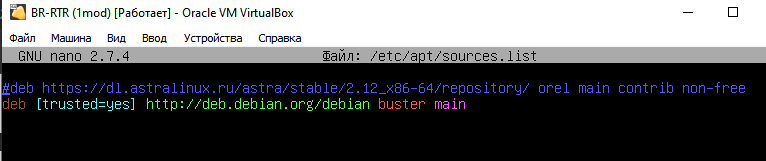 BR-RTR (1mod) [Работает] - Oracle VM VirtualBox
Файл Машина Вид Ввод Устройства Справка
GNU nano 2.7.4 Файл: /etc/apt/sources.list
#deb https://dl.astralinux.ru/astra/stable/2.12_x86-64/repository/ orel main contrib non-free
deb [trusted=yes] http://deb.debian.org/debian buster main